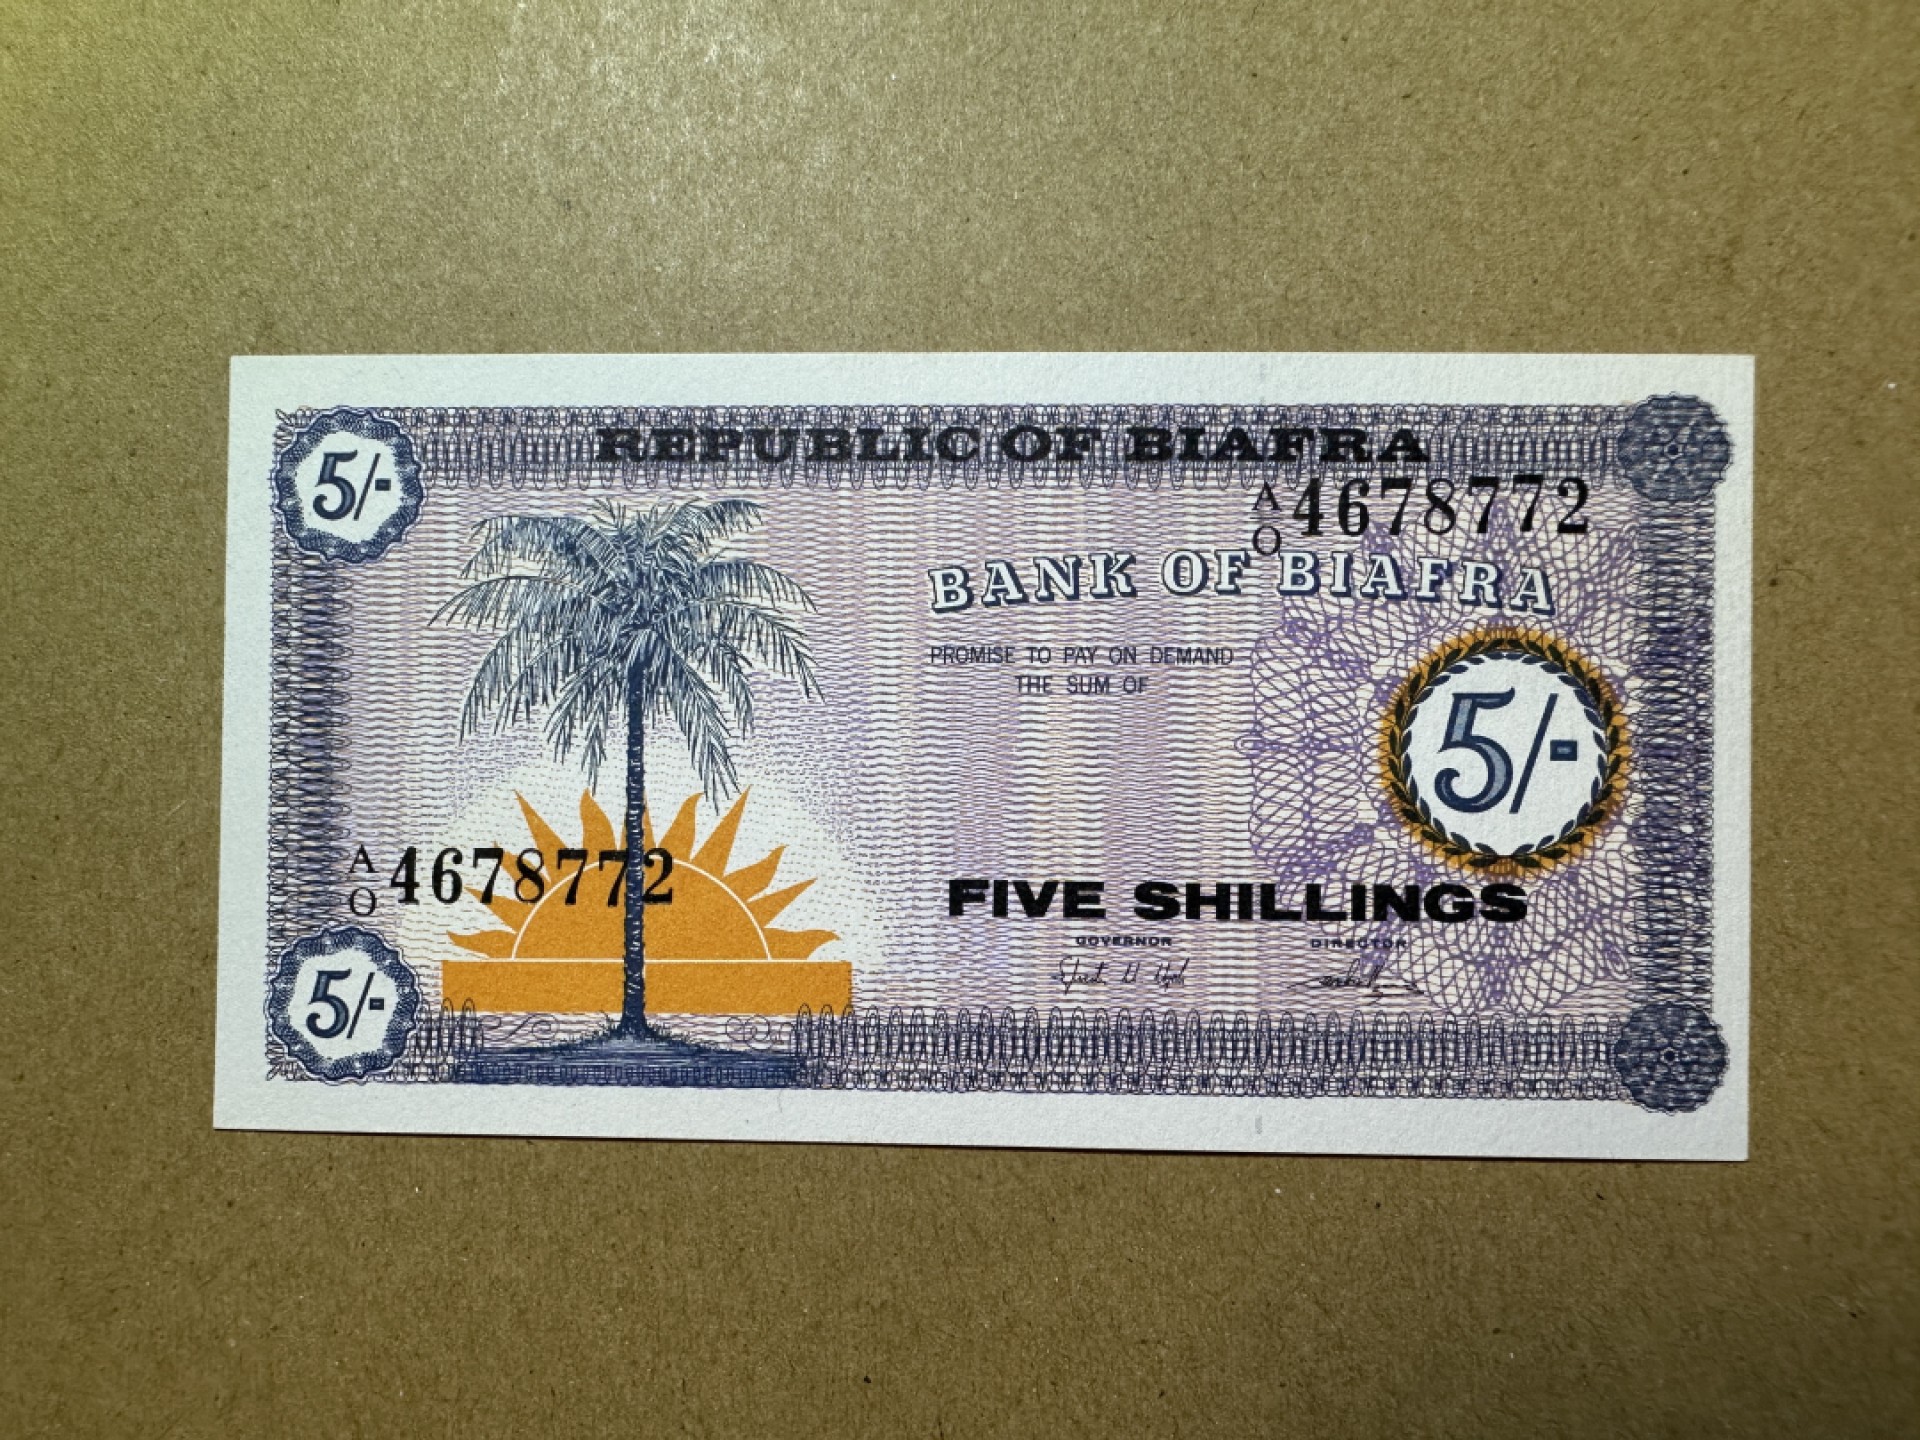 REPUBLIC OF BIAFRA
5/-
A/O 4678772
BANK OF BIAFRA
PROMISE TO PAY ON DEMAND
THE SUM OF
5/-
A/O 4678772
FIVE SHILLINGS
GOVERNOR DIRECTOR
5/-